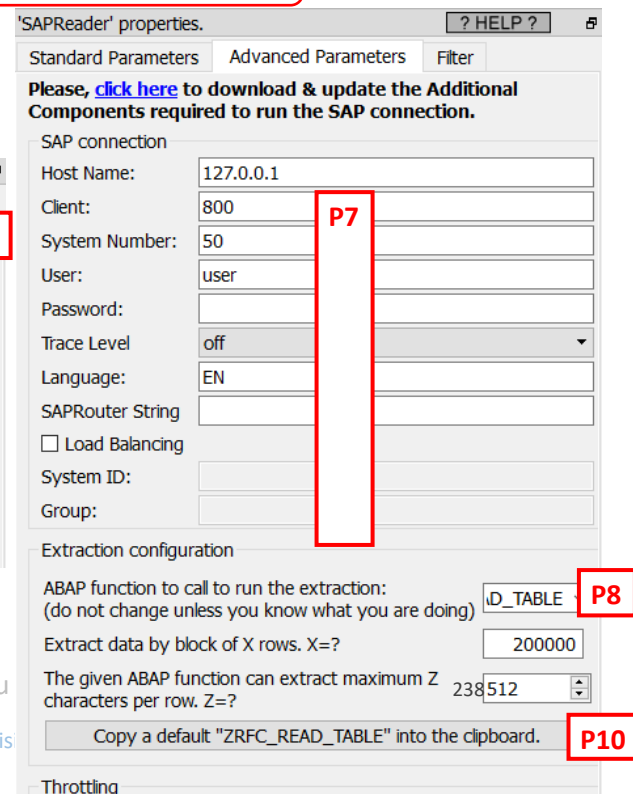 'SAPReader' properties. ? HELP ?
Standard Parameters Advanced Parameters Filter
Please, click here to download & update the Additional
Components required to run the SAP connection.
SAP connection
Host Name: 127.0.0.1
Client: 800
P7
System Number: 50
User: user
Password:
Trace Level off
Language: EN
SAPRouter String
Load Balancing
System ID:
Group:
Extraction configuration
ABAP function to call to run the extraction:
(do not change unless you know what you are doing) D_TABLE P8
Extract data by block of X rows. X=? 200000
The given ABAP function can extract maximum Z
characters per row. Z=? 238 512
Copy a default "ZRFC_READ_TABLE" into the clipboard. P10
Throttling